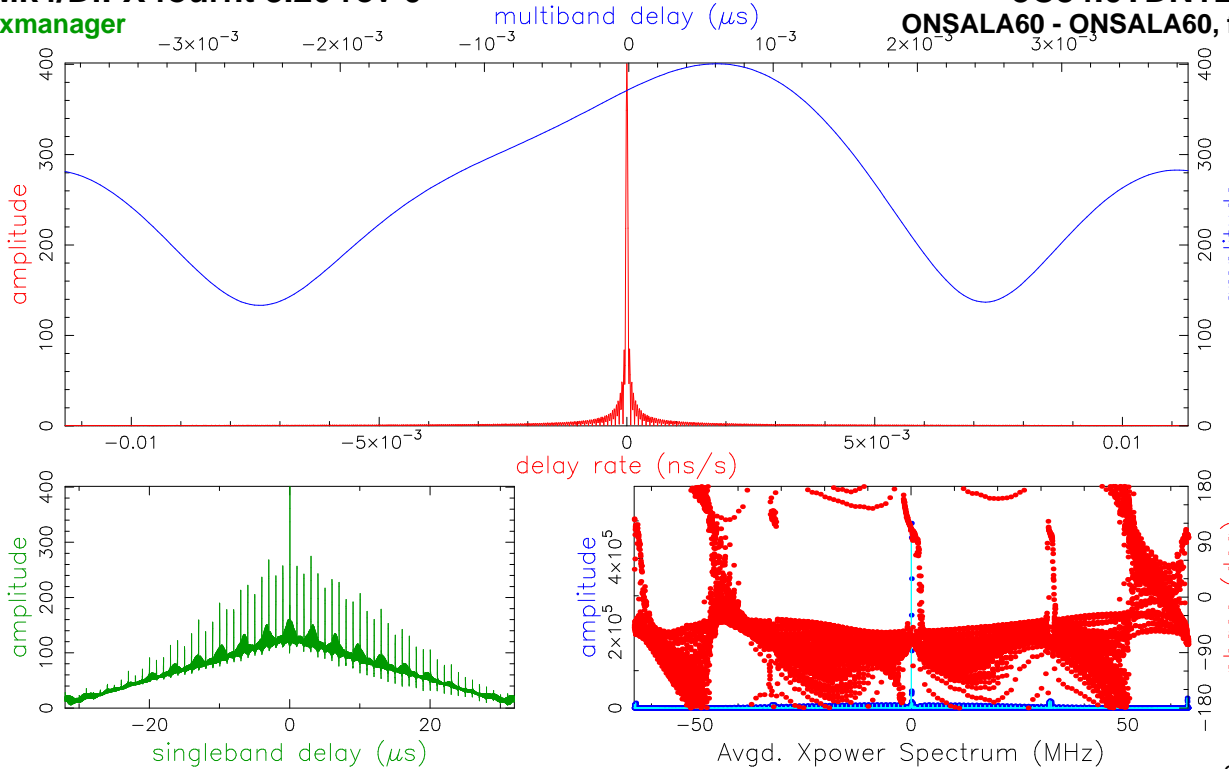 xmanager
multiband delay (μs)
ONSALA60 - ONSALA60,
−3×10⁻³ −2×10⁻³ −10⁻³ 0 10⁻³ 2×10⁻³ 3×10⁻³
400 400
300 300
200 200
100 100
0 0
amplitude
−0.01 −5×10⁻³ 0 5×10⁻³ 0.01
delay rate (ns/s)
400
300
200
100
0
amplitude
−20 0 20
singleband delay (μs)
amplitude
4×10⁵
2×10⁵
0
180
90
0
−90
−180
−50 0 50
Avgd. Xpower Spectrum (MHz)